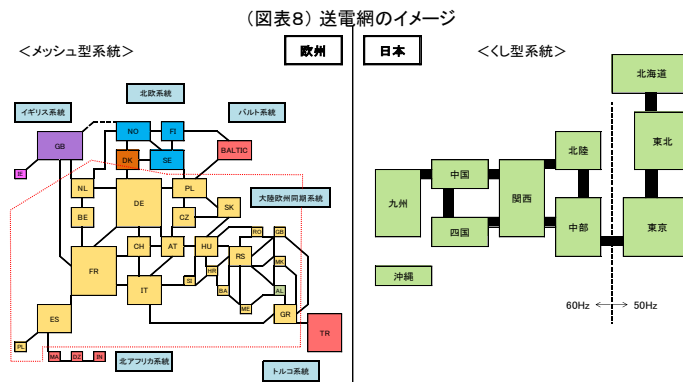 (図表8) 送電網のイメージ
＜メッシュ型系統＞
欧州
日本
＜くし型系統＞
北欧系統
イギリス系統
バルト系統
GB
NO
FI
BALTIC
DK
SE
IE
NL
DE
PL
大陸欧州同期系統
BE
CZ
SK
CH
AT
HU
RO
GB
RS
MK
FR
IT
SI
HR
BA
AL
ME
GR
ES
TR
PL
MA
DZ
IN
北アフリカ系統
トルコ系統
北海道
東北
北陸
中国
関西
九州
四国
中部
東京
沖縄
60Hz
50Hz